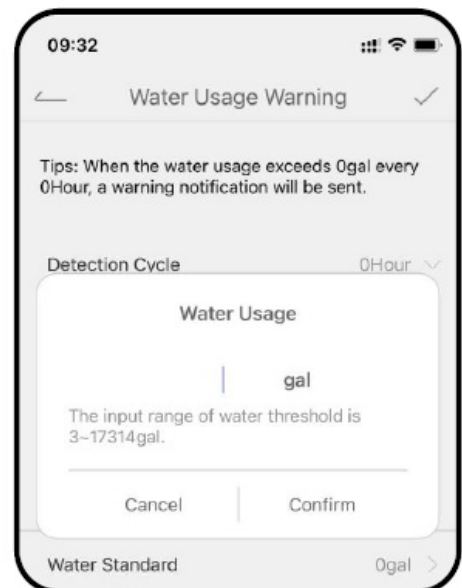 09:32
Water Usage Warning
Tips: When the water usage exceeds 0gal every
0Hour, a warning notification will be sent.
Detection Cycle 0Hour
Water Usage
gal
The input range of water threshold is
3~17314gal.
Cancel Confirm
Water Standard 0gal